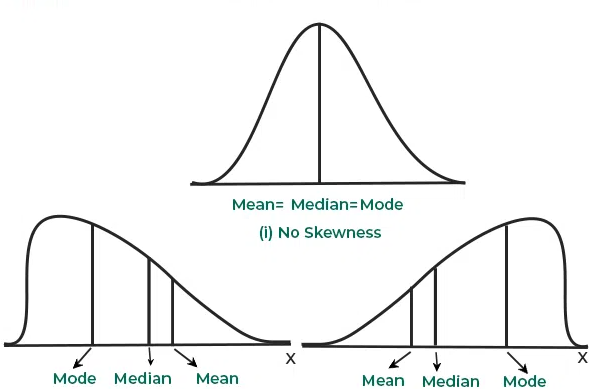 Mean= Median=Mode
(i) No Skewness
X
Mode Median Mean
X
Mean Median Mode